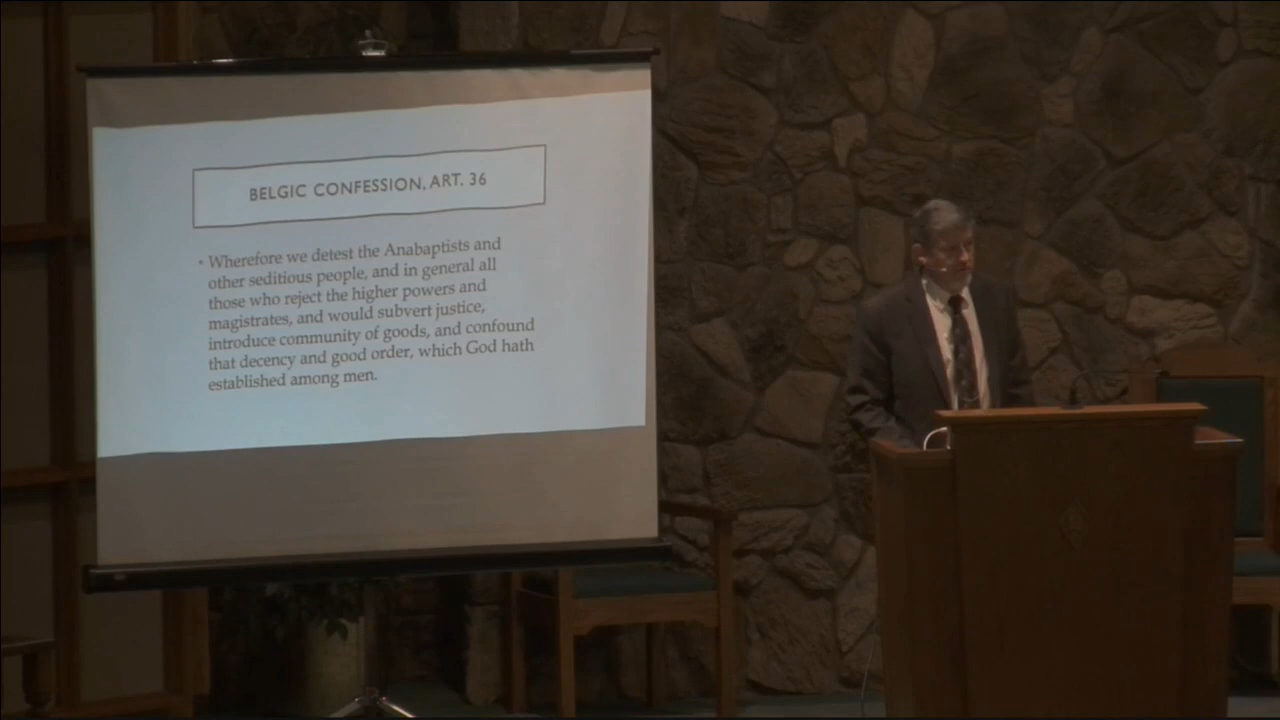 BELGIC CONFESSION, ART. 36
• Wherefore we detest the Anabaptists and
other seditious people, and in general all
those who reject the higher powers and
magistrates, and would subvert justice,
introduce community of goods, and confound
that decency and good order, which God hath
established among men.